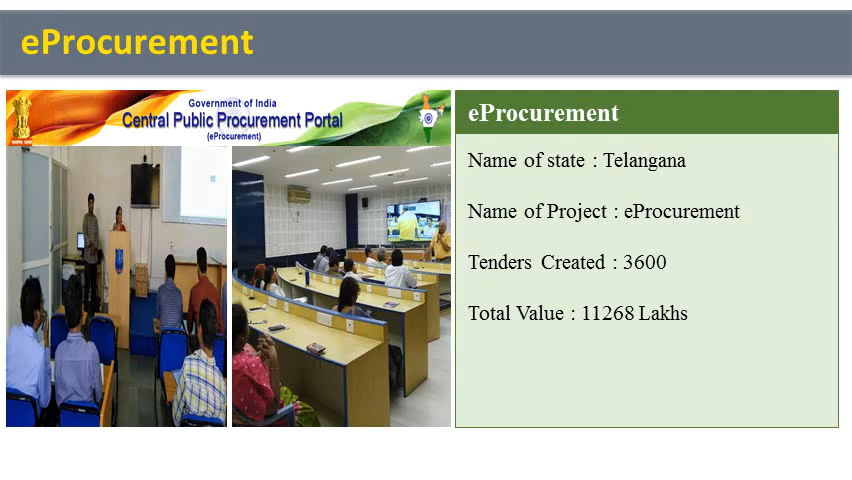 eProcurement
Government of India
Central Public Procurement Portal
(eProcurement)
eProcurement
Name of state : Telangana
Name of Project : eProcurement
Tenders Created : 3600
Total Value : 11268 Lakhs